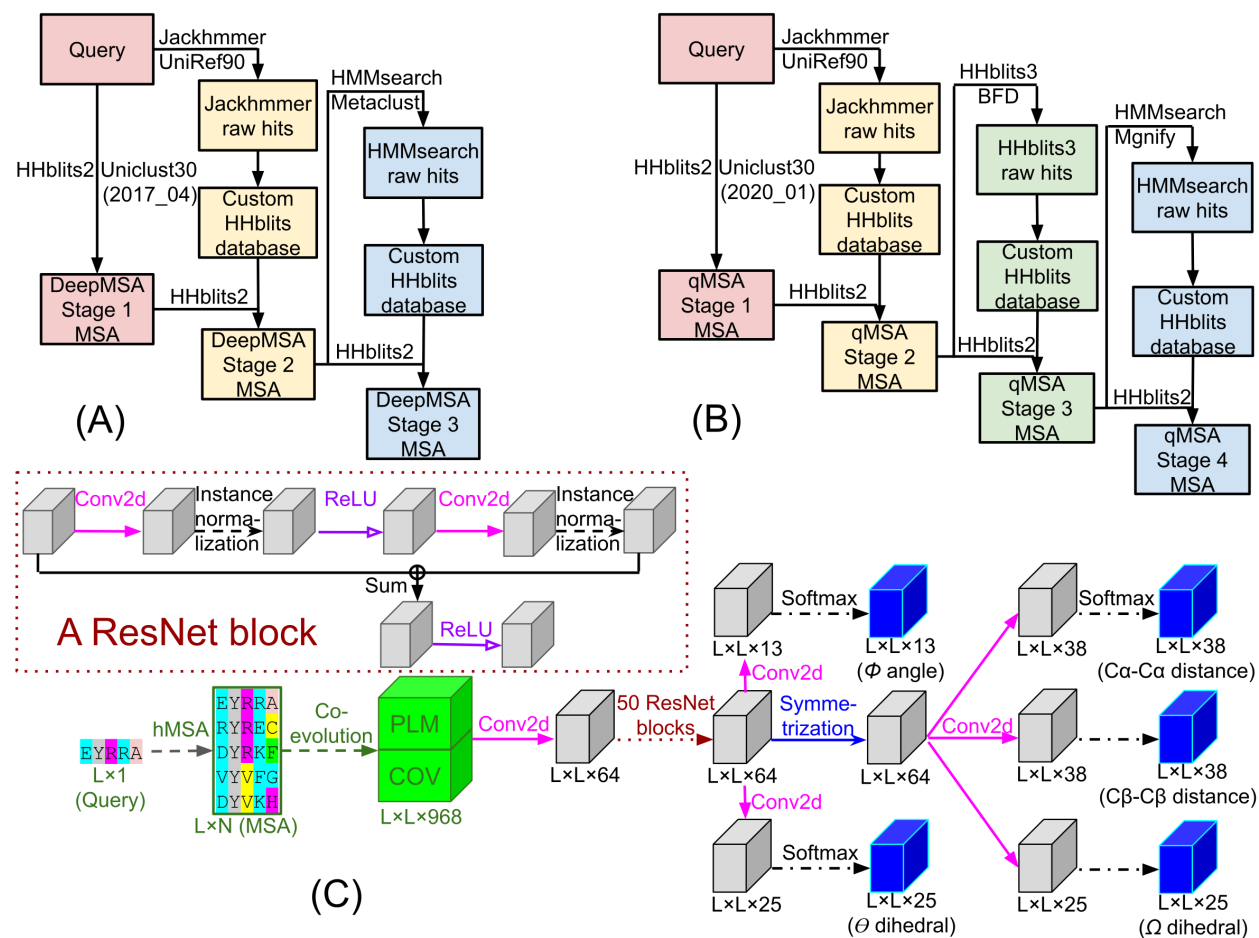 Query
Jackhmmer
UniRef90
HHblits2
Uniclust30
(2017_04)
Jackhmmer
raw hits
Custom
HHblits
database
HMMsearch
Metaclust
HMMsearch
raw hits
Custom
HHblits
database
DeepMSA
Stage 1
MSA
HHblits2
DeepMSA
Stage 2
MSA
HHblits2
DeepMSA
Stage 3
MSA
(A)
Query
Jackhmmer
UniRef90
HHblits2
Uniclust30
(2020_01)
Jackhmmer
raw hits
Custom
HHblits
database
HHblits3
BFD
HHblits3
raw hits
Custom
HHblits
database
HMMsearch
Mgnify
HMMsearch
raw hits
Custom
HHblits
database
qMSA
Stage 1
MSA
HHblits2
qMSA
Stage 2
MSA
HHblits2
qMSA
Stage 3
MSA
HHblits2
qMSA
Stage 4
MSA
(B)
Conv2d
Instance
norma-
lization
ReLU
Conv2d
Instance
norma-
lization
Sum
ReLU
A ResNet block
EYRRA
L×1
(Query)
hMSA
EYRRA
RYREC
DYRKF
VYVFG
DYVKH
L×N (MSA)
Co-
evolution
PLM
COV
L×L×968
Conv2d
L×L×64
50 ResNet
blocks
L×L×64
Conv2d
L×L×13
Softmax
L×L×13
(Φ angle)
Conv2d
L×L×25
Softmax
L×L×25
(Θ dihedral)
Symme-
trization
L×L×64
Conv2d
L×L×38
Softmax
L×L×38
(Cα-Cα distance)
L×L×38
L×L×38
(Cβ-Cβ distance)
L×L×25
L×L×25
(Ω dihedral)
(C)